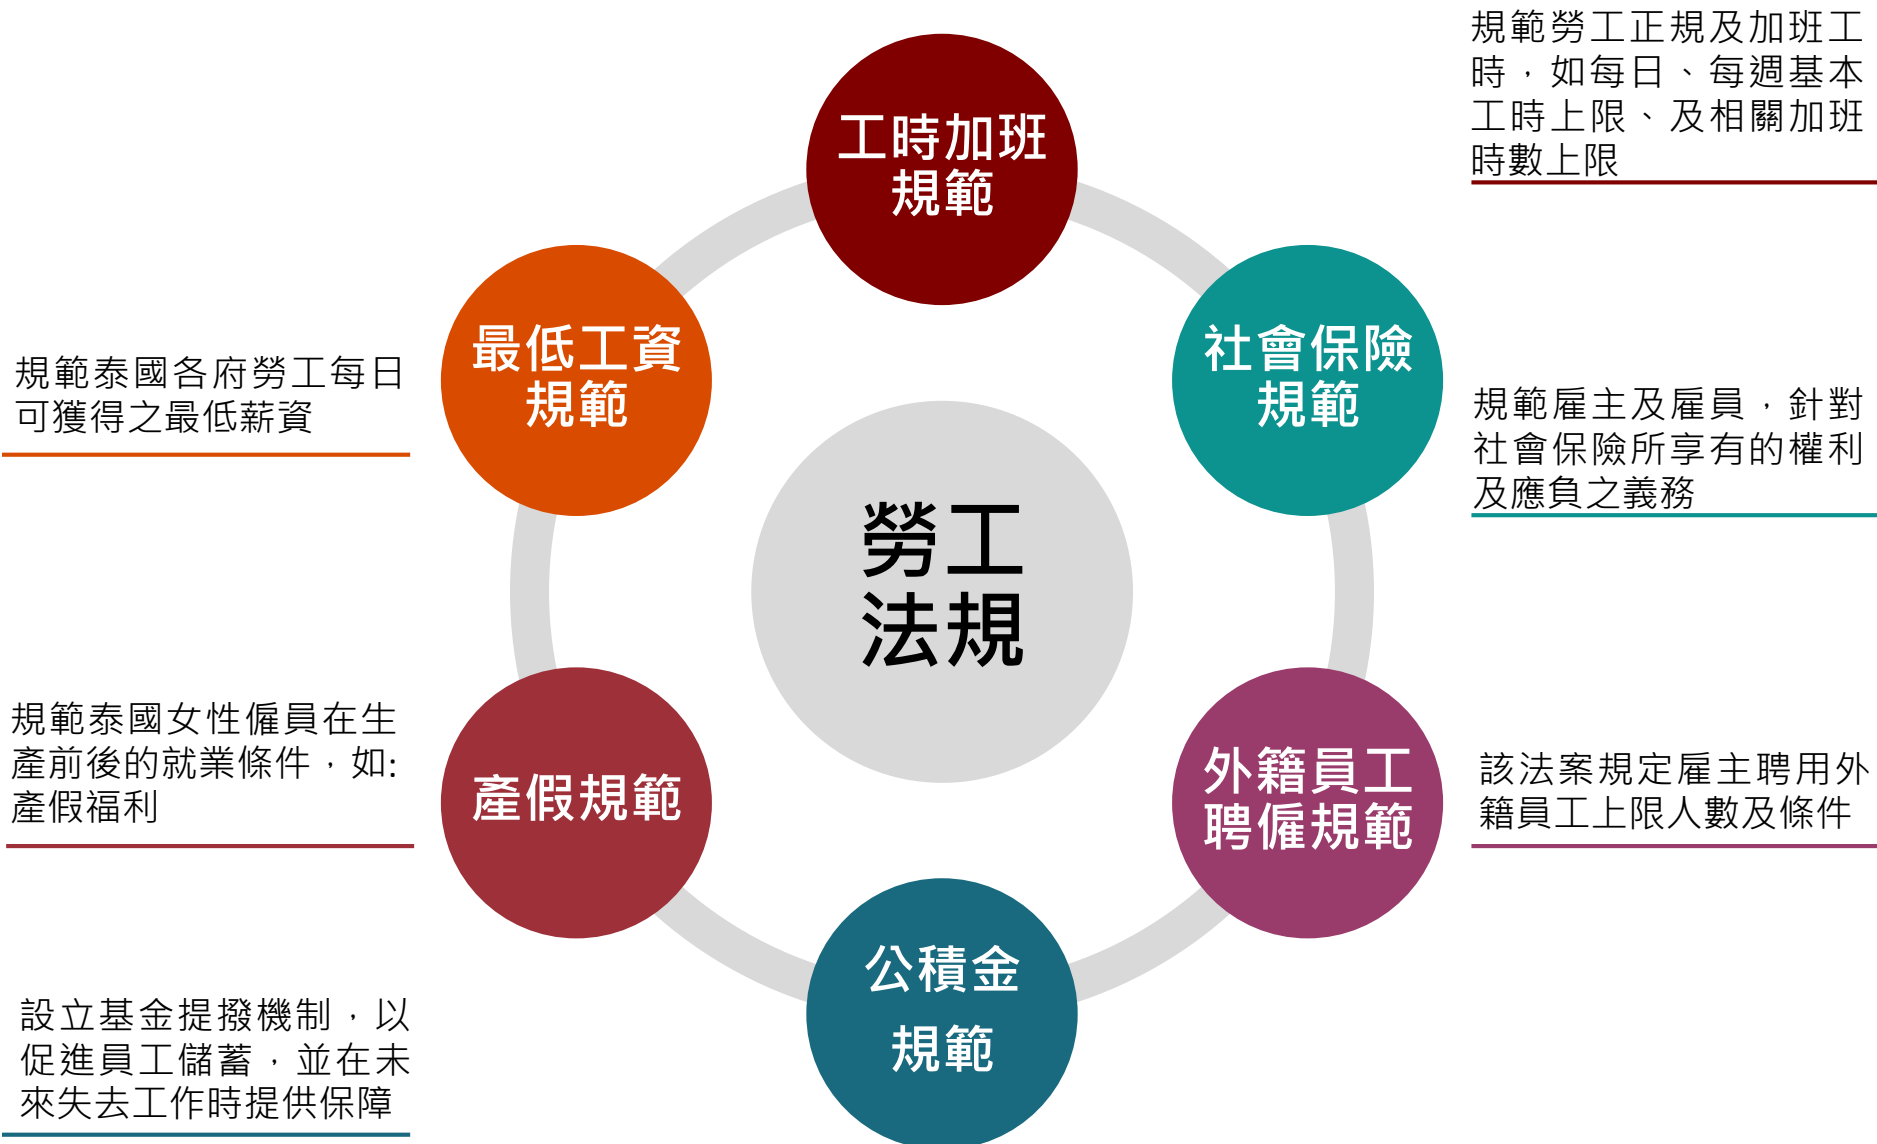 規範勞工正規及加班工
時，如每日、每週基本
工時上限、及相關加班
時數上限
工時加班
規範
最低工資
規範
社會保險
規範
規範泰國各府勞工每日
可獲得之最低薪資
規範雇主及雇員，針對
社會保險所享有的權利
及應負之義務
勞工
法規
規範泰國女性僱員在生
產前後的就業條件，如:
產假福利
產假規範
外籍員工
聘僱規範
該法案規定雇主聘用外
籍員工上限人數及條件
公積金
規範
設立基金提撥機制，以
促進員工儲蓄，並在未
來失去工作時提供保障